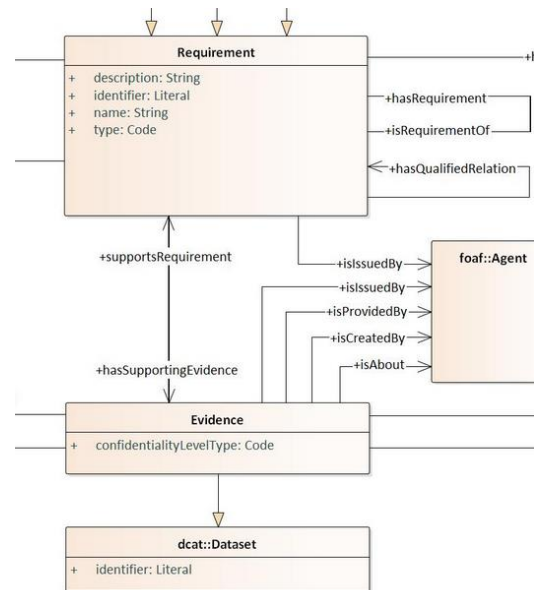 Requirement
+ description: String
+ identifier: Literal
+ name: String
+ type: Code
+hasRequirement
+isRequirementOf
+hasQualifiedRelation
+supportsRequirement
+isIssuedBy
foaf::Agent
+isIssuedBy
+isProvidedBy
+isCreatedBy
+isAbout
+hasSupportingEvidence
Evidence
+ confidentialityLevelType: Code
dcat::Dataset
+ identifier: Literal